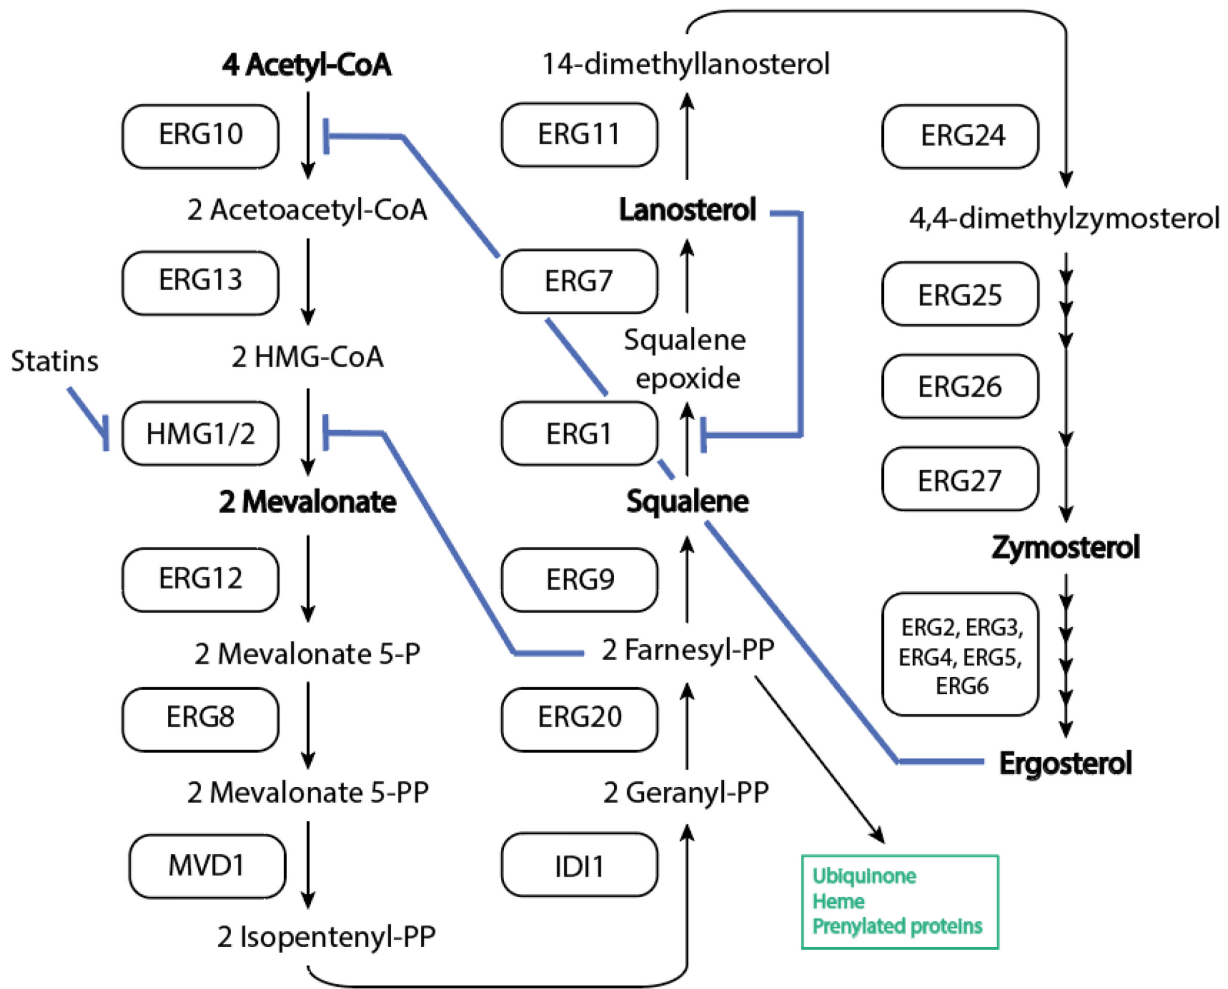 4 Acetyl-CoA
ERG10
2 Acetoacetyl-CoA
ERG13
2 HMG-CoA
Statins
HMG1/2
2 Mevalonate
ERG12
2 Mevalonate 5-P
ERG8
2 Mevalonate 5-PP
MVD1
2 Isopentenyl-PP
14-dimethyllanosterol
ERG11
Lanosterol
ERG7
Squalene
epoxide
ERG1
Squalene
ERG9
2 Farnesyl-PP
ERG20
2 Geranyl-PP
IDI1
Ubiquinone
Heme
Prenylated proteins
ERG24
4,4-dimethylzymosterol
ERG25
ERG26
ERG27
Zymosterol
ERG2, ERG3,
ERG4, ERG5,
ERG6
Ergosterol